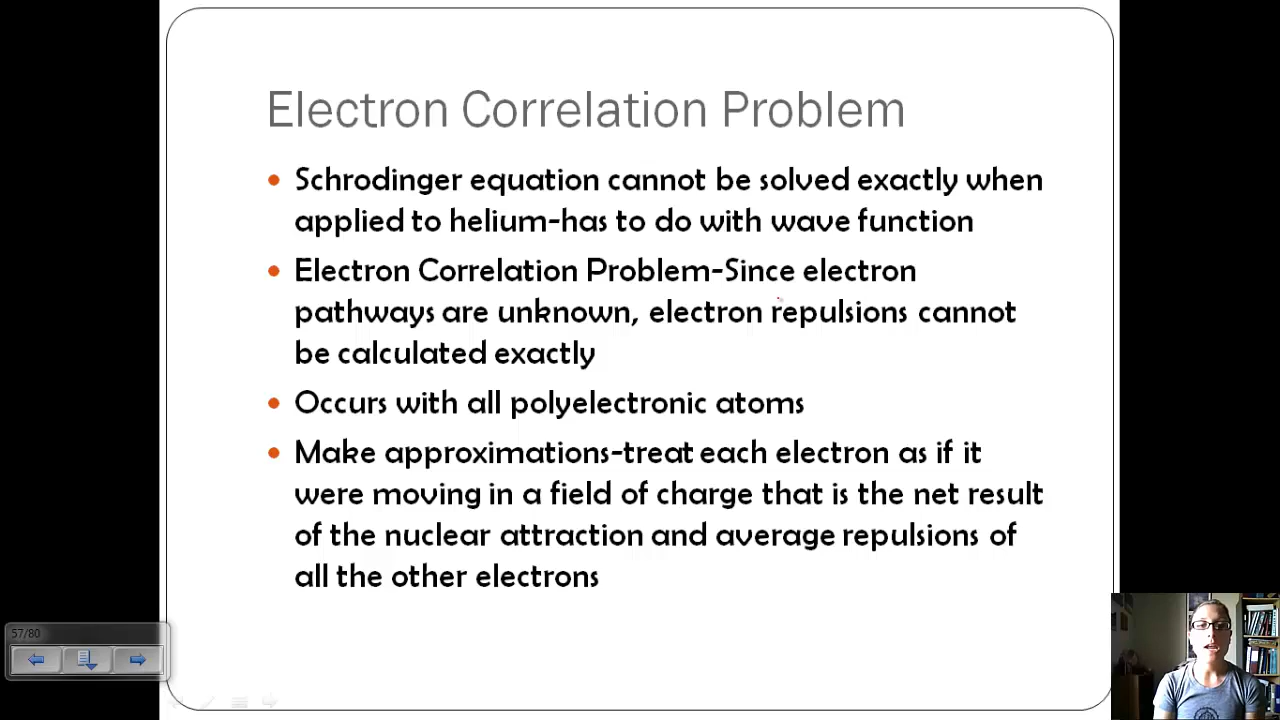 Electron Correlation Problem
Schrodinger equation cannot be solved exactly when
applied to helium-has to do with wave function
Electron Correlation Problem-Since electron
pathways are unknown, electron repulsions cannot
be calculated exactly
Occurs with all polyelectronic atoms
Make approximations-treat each electron as if it
were moving in a field of charge that is the net result
of the nuclear attraction and average repulsions of
all the other electrons
57/80